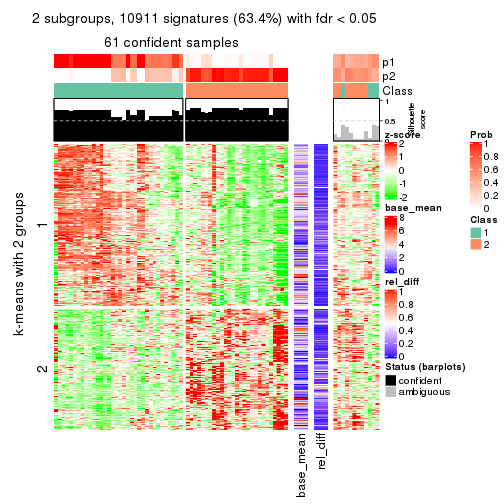 2 subgroups, 10911 signatures (63.4%) with fdr < 0.05
61 confident samples
p1
p2
Class
1
0.5
0
Silhouette
score
k-means with 2 groups
1
2
base_mean
rel_diff
z-score
2
1
0
-1
-2
base_mean
8
6
4
2
0
rel_diff
1
0.8
0.6
0.4
0.2
0
Status (barplots)
confident
ambiguous
Prob
1
0.8
0.6
0.4
0.2
0
Class
1
2